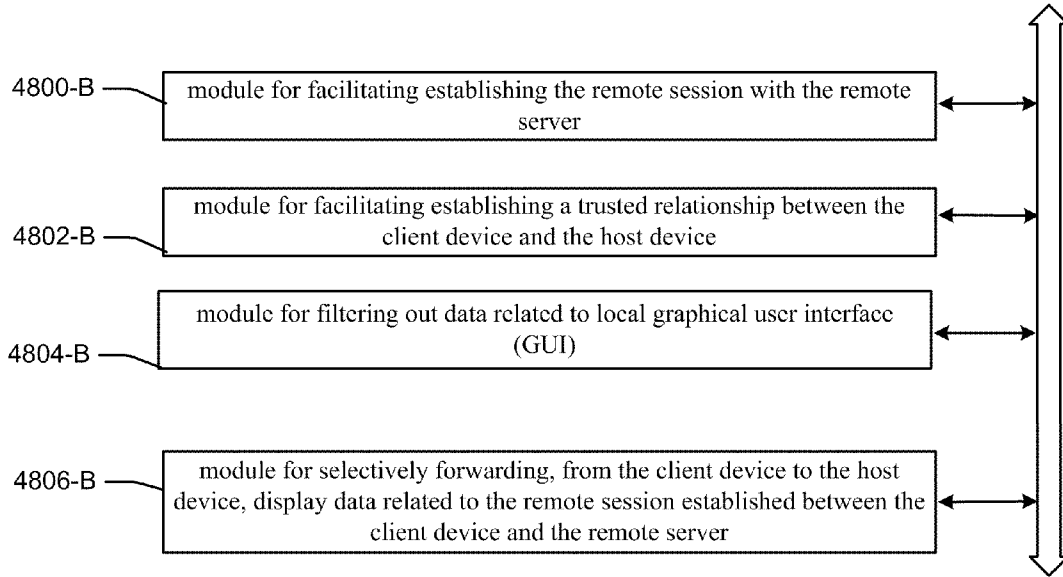 4800-B
module for facilitating establishing the remote session with the remote
server
module for facilitating establishing a trusted relationship between the
client device and the host device
4802-B
module for filtering out data related to local graphical user interface
(GUI)
4804-B
module for selectively forwarding, from the client device to the host
4806-B
device, display data related to the remote session established between the
client device and the remote server